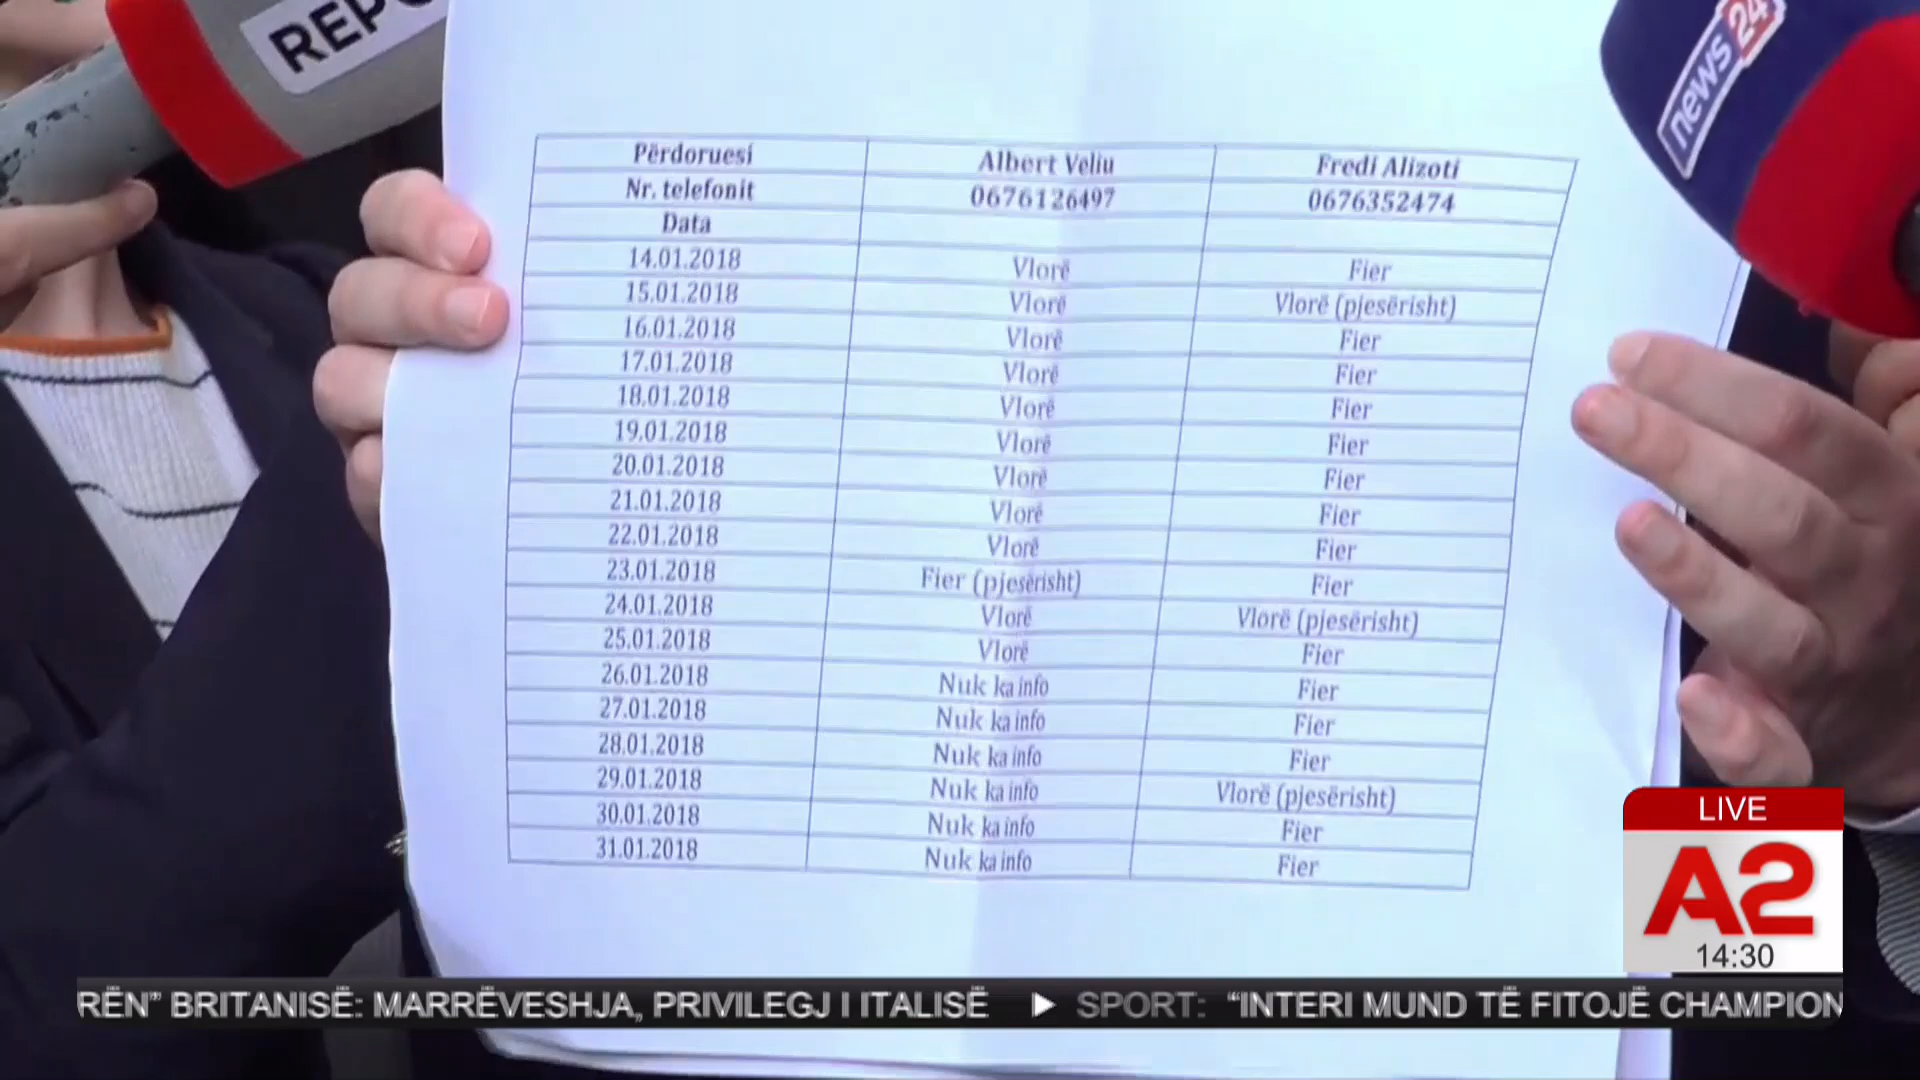 REPO
news24
Përdoruesi Albert Veliu Fredi Alizoti
Nr. telefonit 0676126497 0676352474
Data
14.01.2018 Vlorë Fier
15.01.2018 Vlorë Vlorë (pjesërisht)
16.01.2018 Vlorë Fier
17.01.2018 Vlorë Fier
18.01.2018 Vlorë Fier
19.01.2018 Vlorë Fier
20.01.2018 Vlorë Fier
21.01.2018 Vlorë Fier
22.01.2018 Vlorë Fier
23.01.2018 Fier (pjesërisht) Fier
24.01.2018 Vlorë Vlorë (pjesërisht)
25.01.2018 Vlorë Fier
26.01.2018 Nuk ka info Fier
27.01.2018 Nuk ka info Fier
28.01.2018 Nuk ka info Fier
29.01.2018 Nuk ka info Vlorë (pjesërisht)
30.01.2018 Nuk ka info Fier
31.01.2018 Nuk ka info Fier
LIVE
A2
14:30
RËN” BRITANISË: MARRËVESHJA, PRIVILEGJ I ITALISË ▶ SPORT: “INTERI MUND TË FITOJË CHAMPION